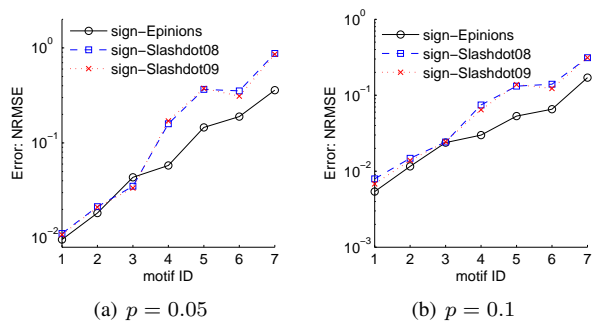 sign−Epinions
sign−Slashdot08
sign−Slashdot09
10^0
10^−1
10^−2
Error: NRMSE
1 2 3 4 5 6 7
motif ID
(a) p = 0.05
sign−Epinions
sign−Slashdot08
sign−Slashdot09
10^0
10^−1
10^−2
10^−3
Error: NRMSE
1 2 3 4 5 6 7
motif ID
(b) p = 0.1